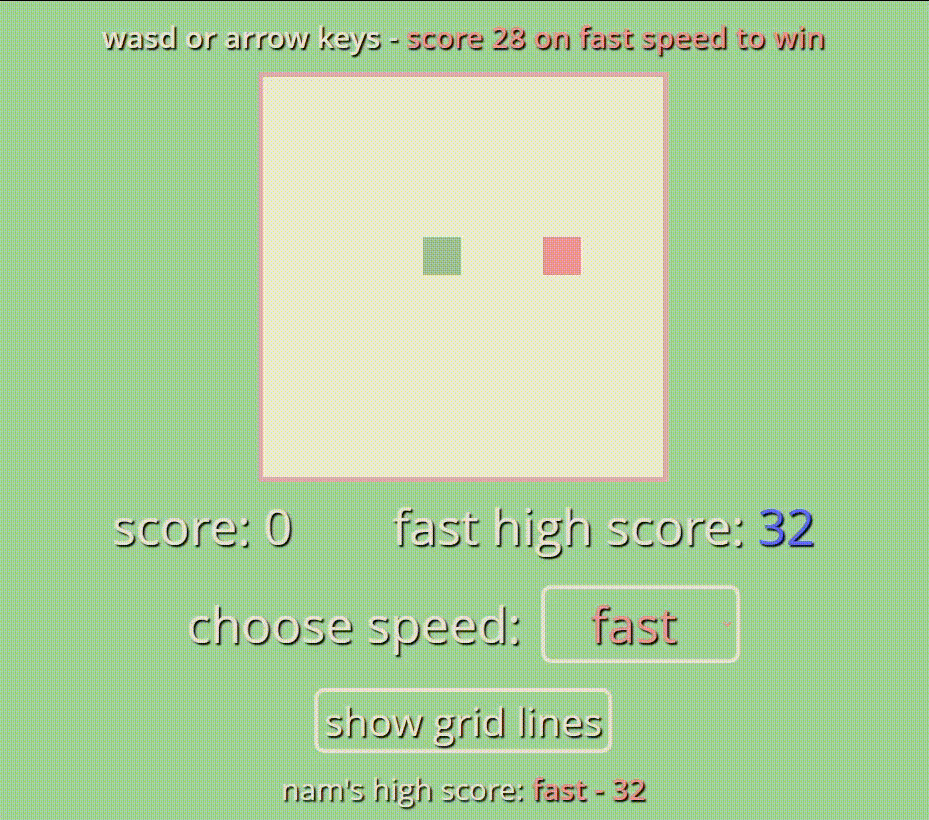 wasd or arrow keys - score 28 on fast speed to win
score: 0 fast high score: 32
choose speed: fast
show grid lines
nam's high score: fast - 32